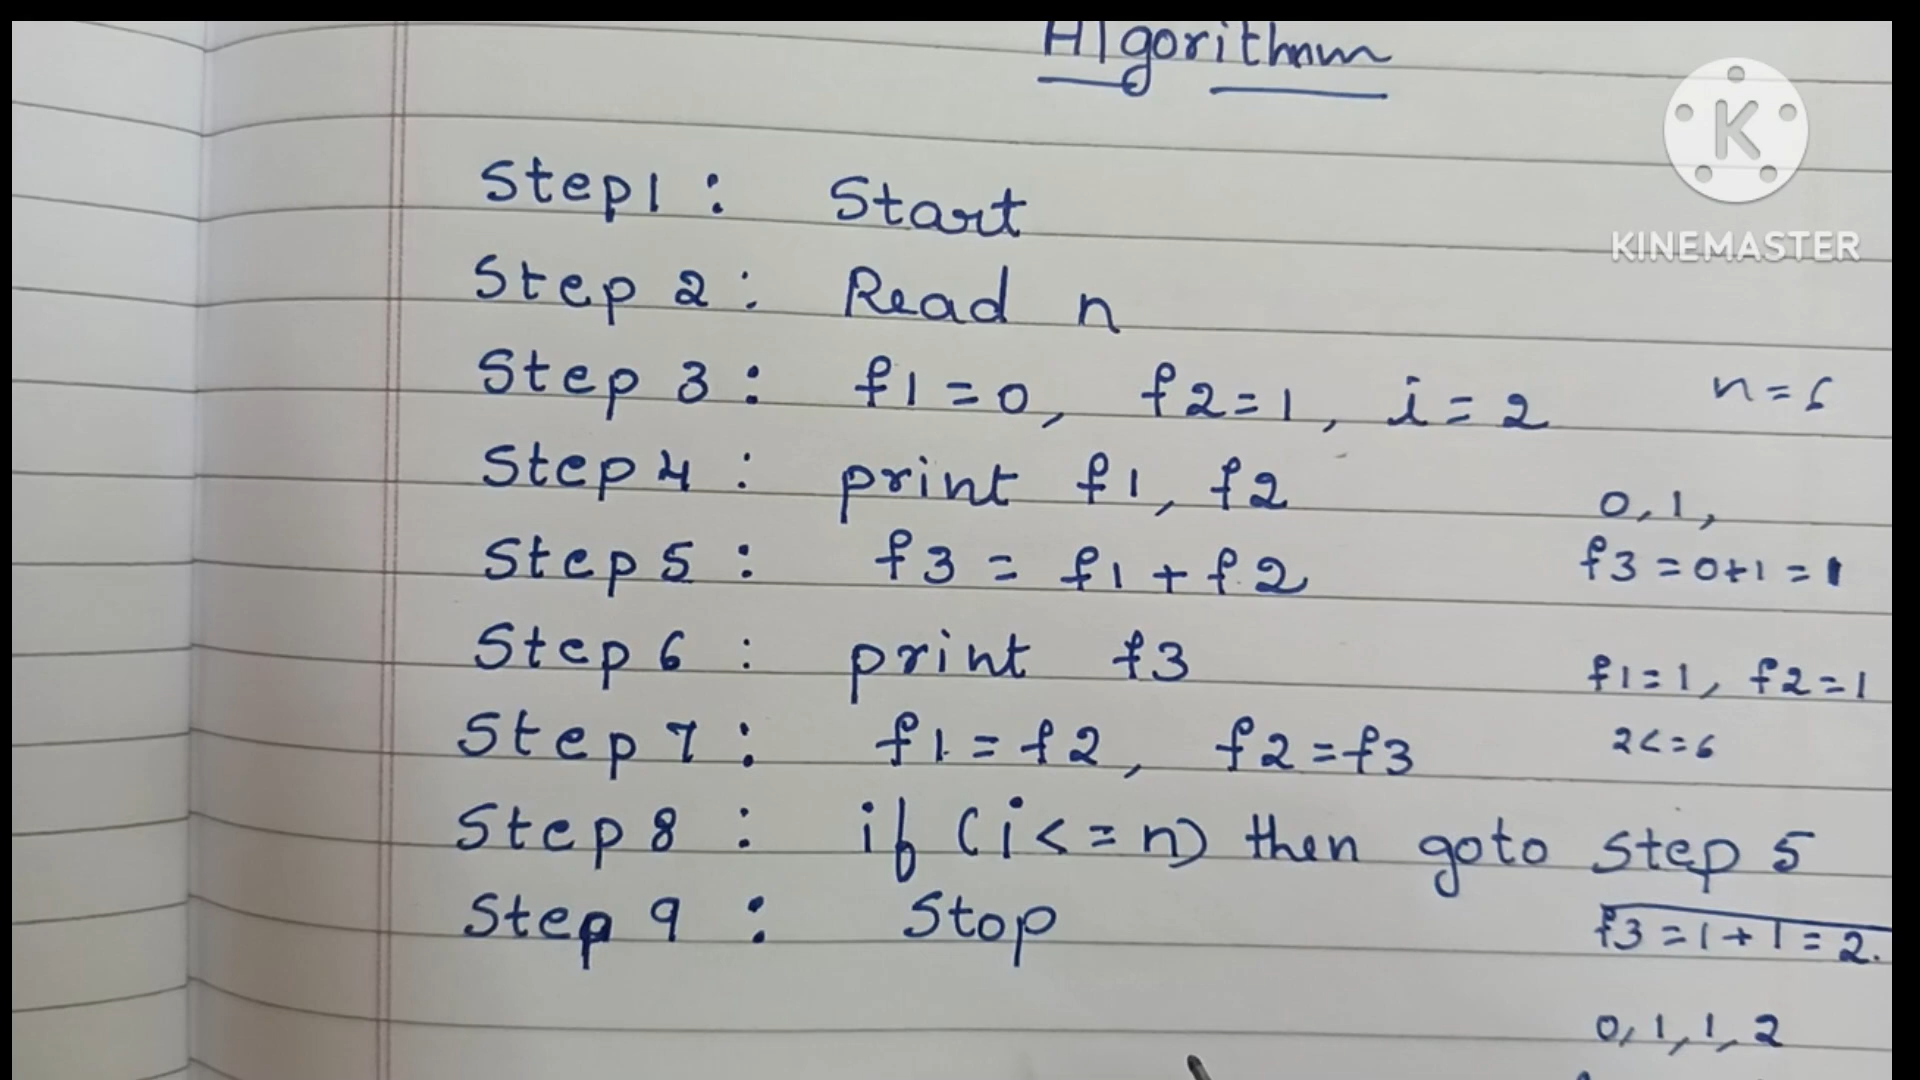 Algorithm
Step1 : Start
Step 2 : Read n
Step 3 : f1=0, f2=1, i=2
n=6
Step 4 : print f1, f2
0, 1,
Step 5 : f3 = f1+f2
f3=0+1=1
Step 6 : print f3
f1=1, f2=1
Step 7 : f1=f2, f2=f3
2<=6
Step 8 : if (i<=n) then goto step 5
Step 9 : Stop
f3=1+1=2.
0, 1, 1, 2
K
KINEMASTER